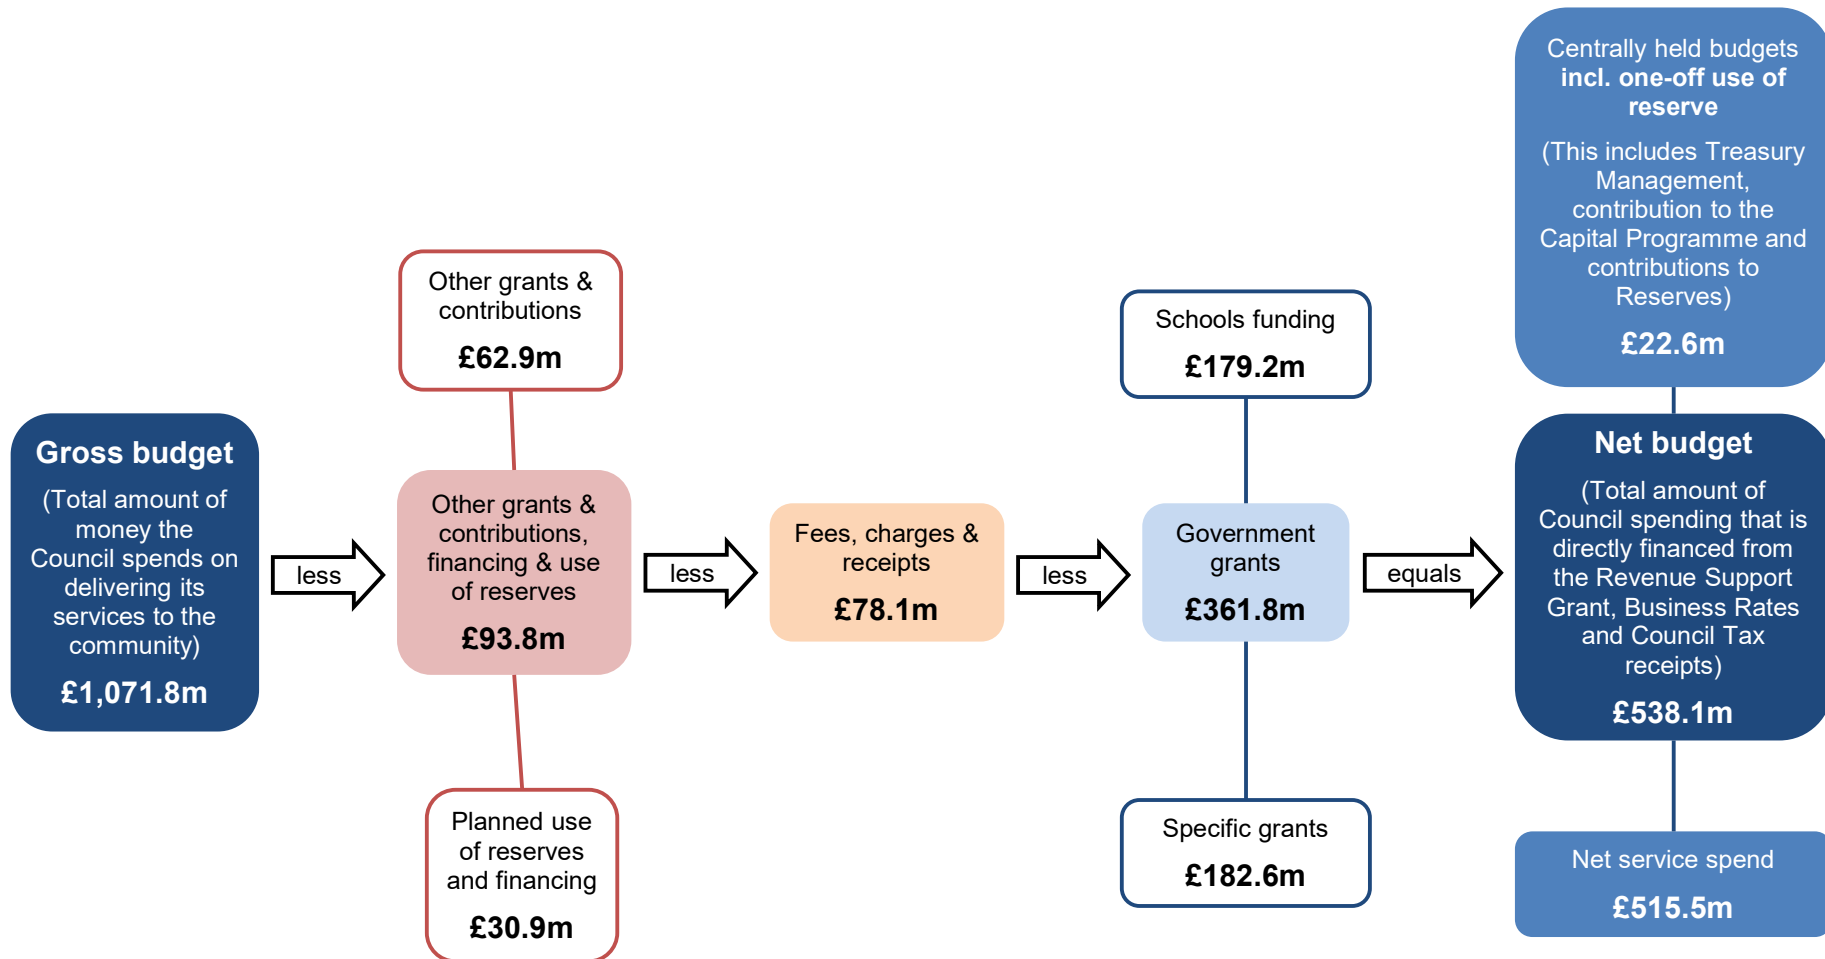 Gross budget
(Total amount of
money the
Council spends on
delivering its
services to the
community)
£1,071.8m
less
Other grants &
contributions
£62.9m
Other grants &
contributions,
financing & use
of reserves
£93.8m
Planned use
of reserves
and financing
£30.9m
less
Fees, charges &
receipts
£78.1m
less
Schools funding
£179.2m
Government
grants
£361.8m
Specific grants
£182.6m
equals
Centrally held budgets
incl. one-off use of
reserve
(This includes Treasury
Management,
contribution to the
Capital Programme and
contributions to
Reserves)
£22.6m
Net budget
(Total amount of
Council spending that is
directly financed from
the Revenue Support
Grant, Business Rates
and Council Tax
receipts)
£538.1m
Net service spend
£515.5m